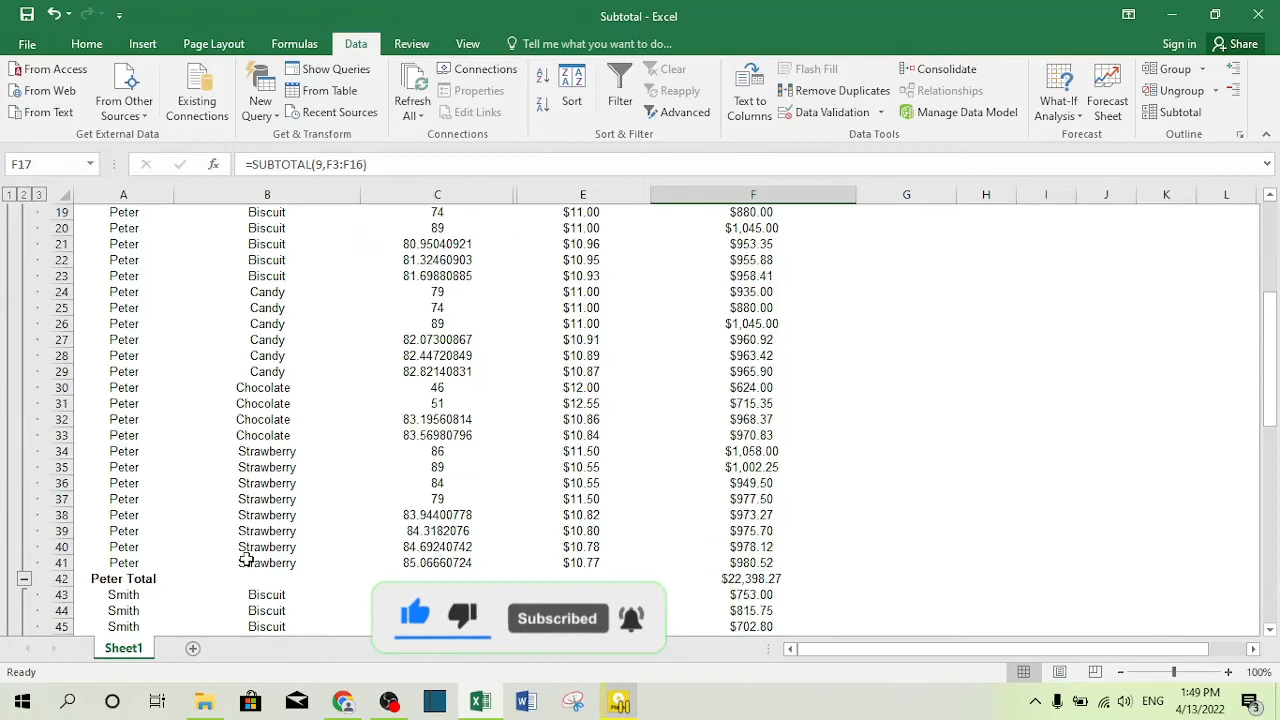 Subtotal - Excel
File Home Insert Page Layout Formulas Data Review View Tell me what you want to do... Sign in Share
From Access
From Web
From Text
From Other Sources
Existing Connections
Get External Data
New Query
Show Queries
From Table
Recent Sources
Get & Transform
Refresh All
Connections
Properties
Edit Links
Connections
Sort
Filter
Clear
Reapply
Advanced
Sort & Filter
Text to Columns
Flash Fill
Remove Duplicates
Data Validation
Consolidate
Relationships
Manage Data Model
Data Tools
What-If Analysis
Forecast Sheet
Forecast
Group
Ungroup
Subtotal
Outline
F17 fx =SUBTOTAL(9,F3:F16)
1 2 3 A B C E F G H I J K L
19 Peter Biscuit 74 $11.00 $880.00
20 Peter Biscuit 89 $11.00 $1,045.00
21 Peter Biscuit 80.95040921 $10.96 $953.35
22 Peter Biscuit 81.32460903 $10.95 $955.88
23 Peter Biscuit 81.69880885 $10.93 $958.41
24 Peter Candy 79 $11.00 $935.00
25 Peter Candy 74 $11.00 $880.00
26 Peter Candy 89 $11.00 $1,045.00
27 Peter Candy 82.07300867 $10.91 $960.92
28 Peter Candy 82.44720849 $10.89 $963.42
29 Peter Candy 82.82140831 $10.87 $965.90
30 Peter Chocolate 46 $12.00 $624.00
31 Peter Chocolate 51 $12.55 $715.35
32 Peter Chocolate 83.19560814 $10.86 $968.37
33 Peter Chocolate 83.56980796 $10.84 $970.83
34 Peter Strawberry 86 $11.50 $1,058.00
35 Peter Strawberry 89 $10.55 $1,002.25
36 Peter Strawberry 84 $10.55 $949.50
37 Peter Strawberry 79 $11.50 $977.50
38 Peter Strawberry 83.94400778 $10.82 $973.27
39 Peter Strawberry 84.3182076 $10.80 $975.70
40 Peter Strawberry 84.69240742 $10.78 $978.12
41 Peter Strawberry 85.06660724 $10.77 $980.52
42 Peter Total $22,398.27
43 Smith Biscuit $753.00
44 Smith Biscuit $815.75
45 Smith Biscuit $702.80
Subscribed
Sheet1
Ready 100%
ENG 1:49 PM
4/13/2022 3